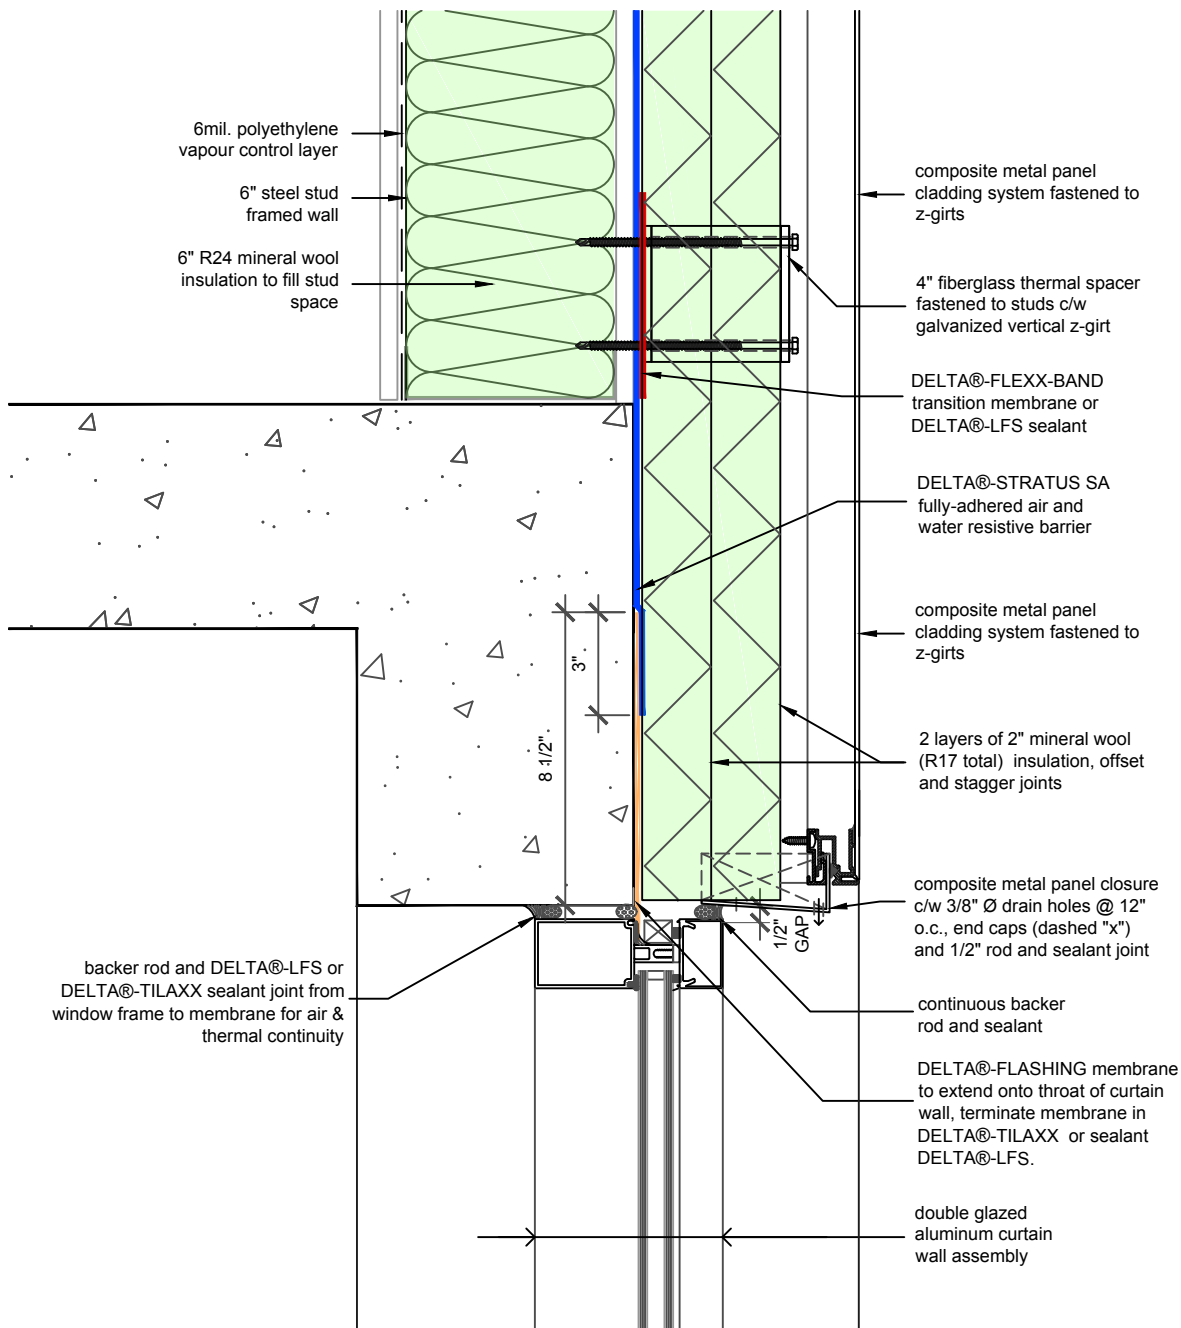 6mil. polyethylene
vapour control layer
6" steel stud
framed wall
6" R24 mineral wool
insulation to fill stud
space
composite metal panel
cladding system fastened to
z-girts
4" fiberglass thermal spacer
fastened to studs c/w
galvanized vertical z-girt
DELTA®-FLEXX-BAND
transition membrane or
DELTA®-LFS sealant
DELTA®-STRATUS SA
fully-adhered air and
water resistive barrier
composite metal panel
cladding system fastened to
z-girts
3"
8 1/2"
2 layers of 2" mineral wool
(R17 total) insulation, offset
and stagger joints
composite metal panel closure
c/w 3/8" Ø drain holes @ 12"
o.c., end caps (dashed "x")
and 1/2" rod and sealant joint
1/2"
GAP
backer rod and DELTA®-LFS or
DELTA®-TILAXX sealant joint from
window frame to membrane for air &
thermal continuity
continuous backer
rod and sealant
DELTA®-FLASHING membrane
to extend onto throat of curtain
wall, terminate membrane in
DELTA®-TILAXX or sealant
DELTA®-LFS.
double glazed
aluminum curtain
wall assembly